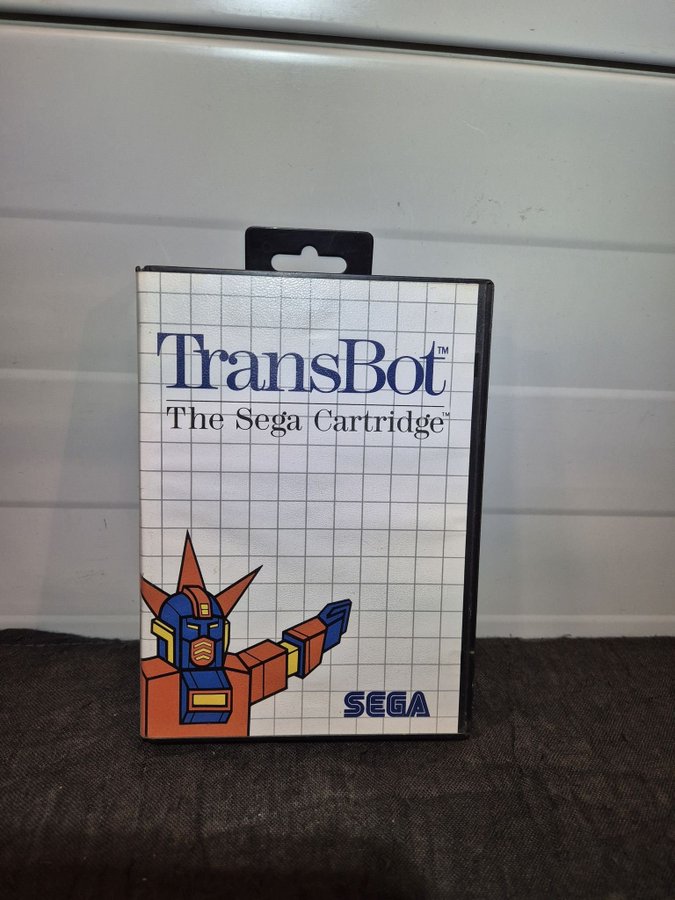 TransBot™
The Sega Cartridge™
SEGA